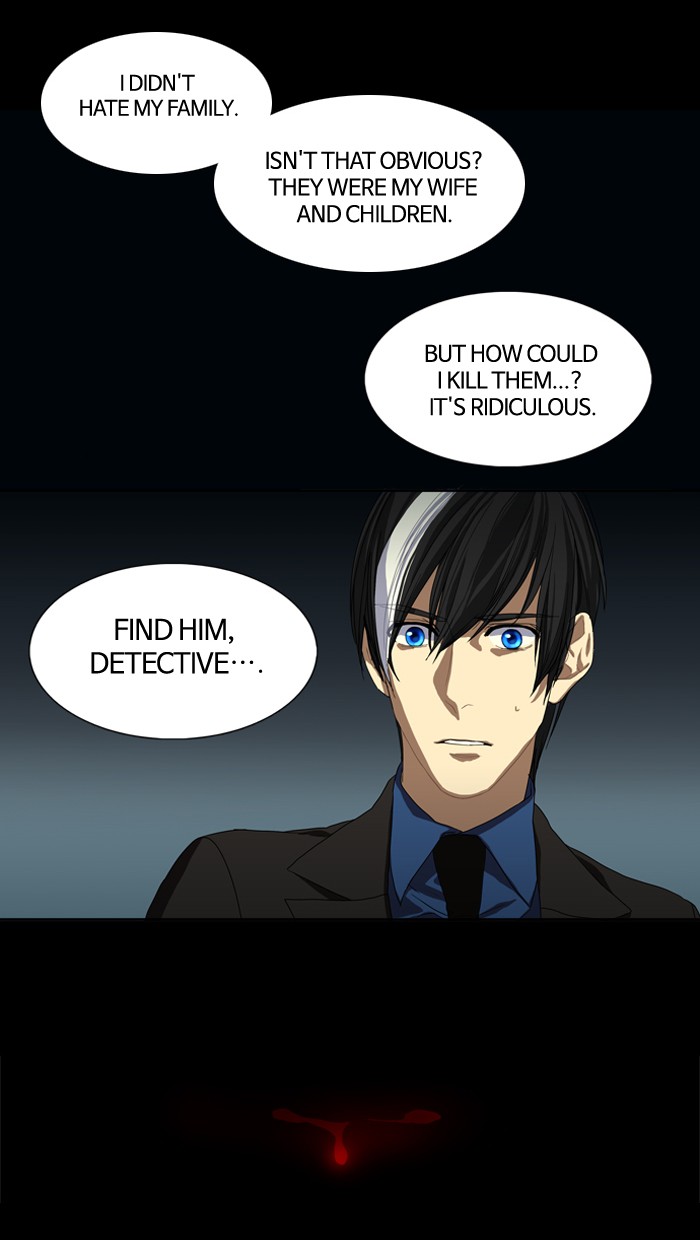 I DIDN'T
HATE MY FAMILY.
ISN'T THAT OBVIOUS?
THEY WERE MY WIFE
AND CHILDREN.
BUT HOW COULD
I KILL THEM...?
IT'S RIDICULOUS.
FIND HIM,
DETECTIVE….